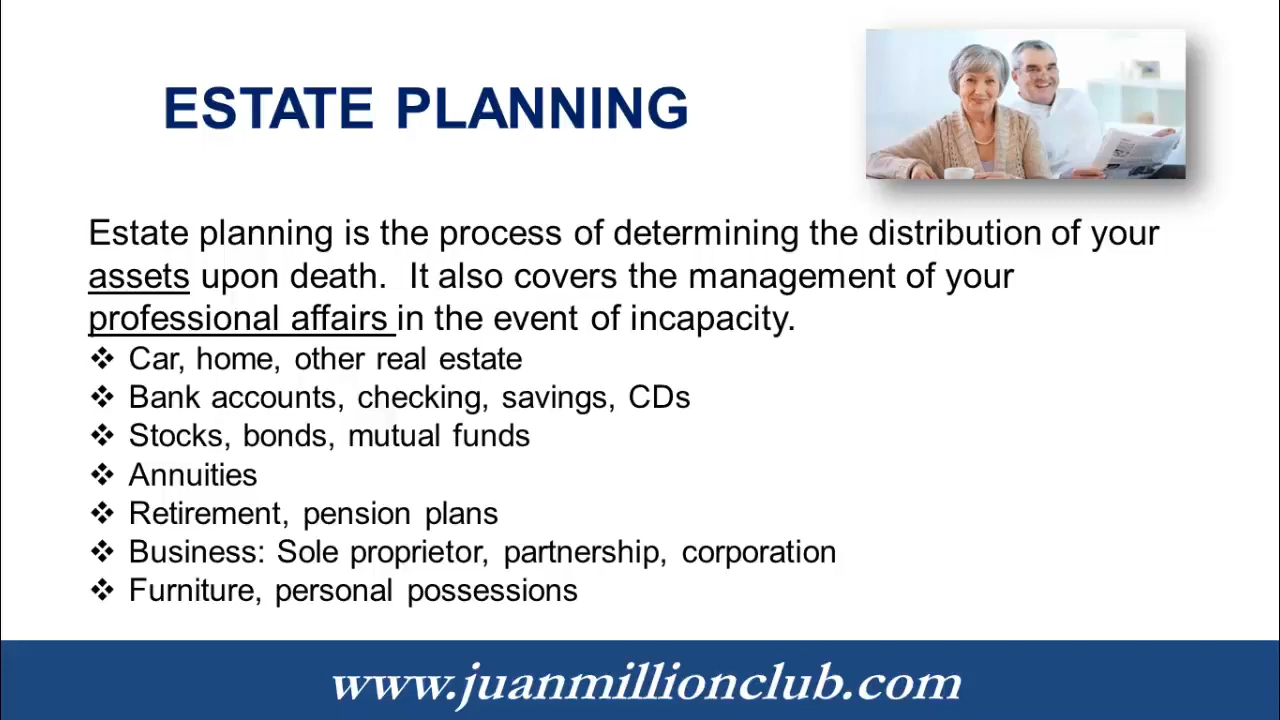 ESTATE PLANNING
Estate planning is the process of determining the distribution of your
assets upon death.  It also covers the management of your
professional affairs in the event of incapacity.
❖ Car, home, other real estate
❖ Bank accounts, checking, savings, CDs
❖ Stocks, bonds, mutual funds
❖ Annuities
❖ Retirement, pension plans
❖ Business: Sole proprietor, partnership, corporation
❖ Furniture, personal possessions
www.juanmillionclub.com